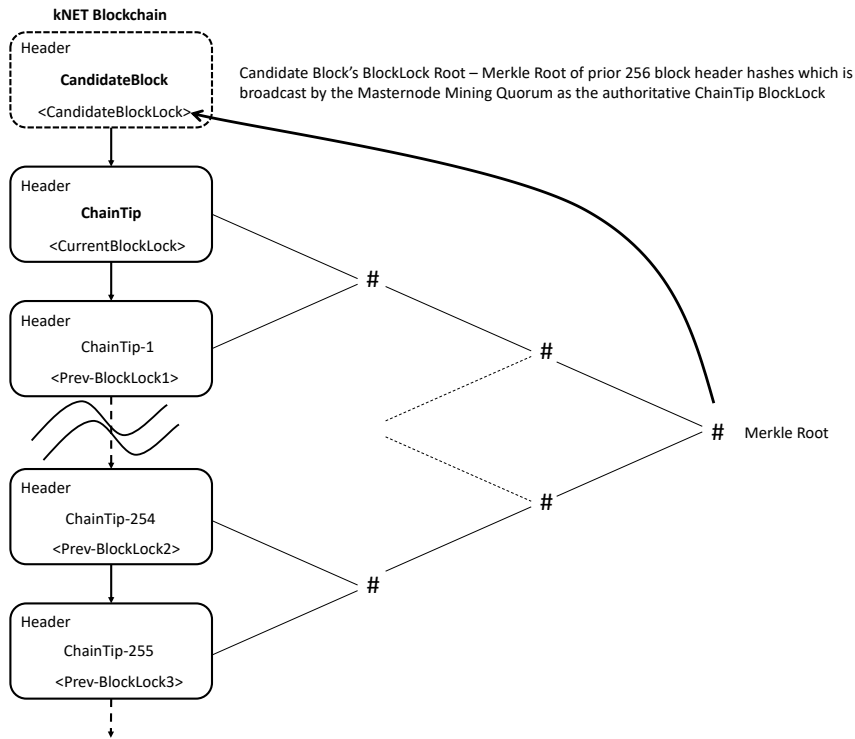 kNET Blockchain
Header
CandidateBlock
<CandidateBlockLock>
Candidate Block's BlockLock Root – Merkle Root of prior 256 block header hashes which is
broadcast by the Masternode Mining Quorum as the authoritative ChainTip BlockLock
Header
ChainTip
<CurrentBlockLock>
#
Header
ChainTip-1
<Prev-BlockLock1>
#
# Merkle Root
Header
ChainTip-254
<Prev-BlockLock2>
#
#
Header
ChainTip-255
<Prev-BlockLock3>